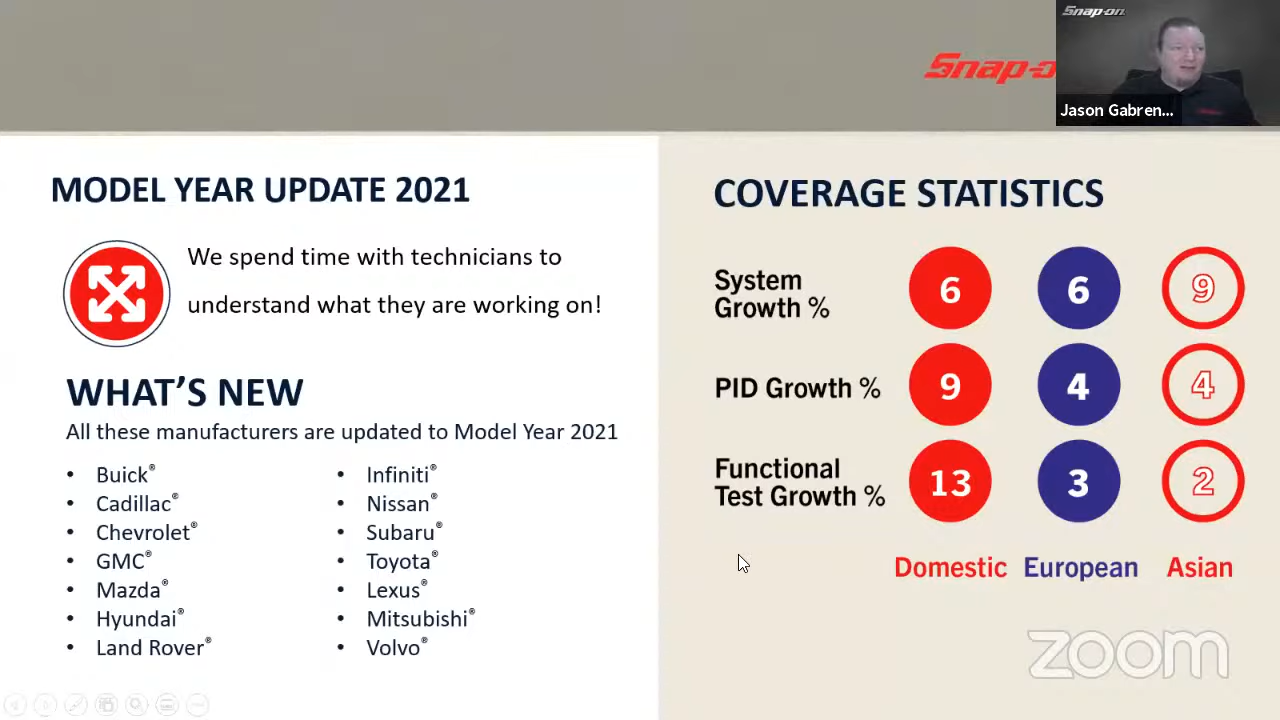 Snap-on
Snap-o
Jason Gabren...
MODEL YEAR UPDATE 2021
We spend time with technicians to
understand what they are working on!
WHAT'S NEW
All these manufacturers are updated to Model Year 2021
• Buick®
• Cadillac®
• Chevrolet®
• GMC®
• Mazda®
• Hyundai®
• Land Rover®
• Infiniti®
• Nissan®
• Subaru®
• Toyota®
• Lexus®
• Mitsubishi®
• Volvo®
COVERAGE STATISTICS
System
Growth %
6 6 9
PID Growth % 9 4 4
Functional
Test Growth %
13 3 2
Domestic European Asian
zoom